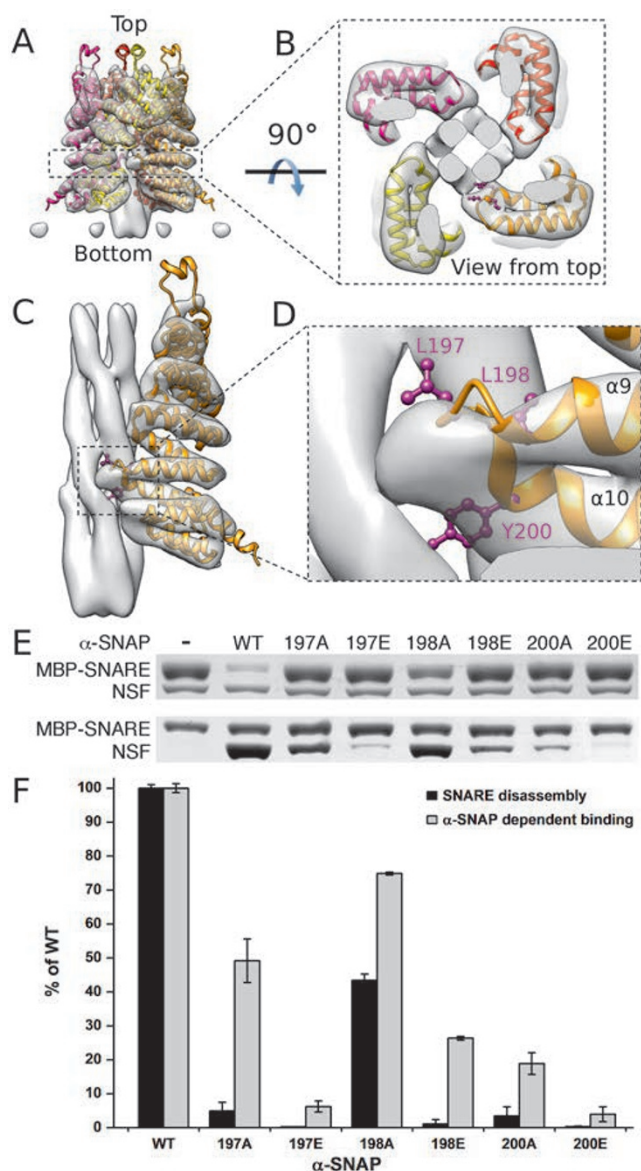 A
Top
Bottom
90°
B
View from top
C
D
L197
L198
α9
α10
Y200
E
α-SNAP - WT 197A 197E 198A 198E 200A 200E
MBP-SNARE
NSF
MBP-SNARE
NSF
F
SNARE disassembly
α-SNAP dependent binding
% of WT
100
90
80
70
60
50
40
30
20
10
0
WT 197A 197E 198A 198E 200A 200E
α-SNAP